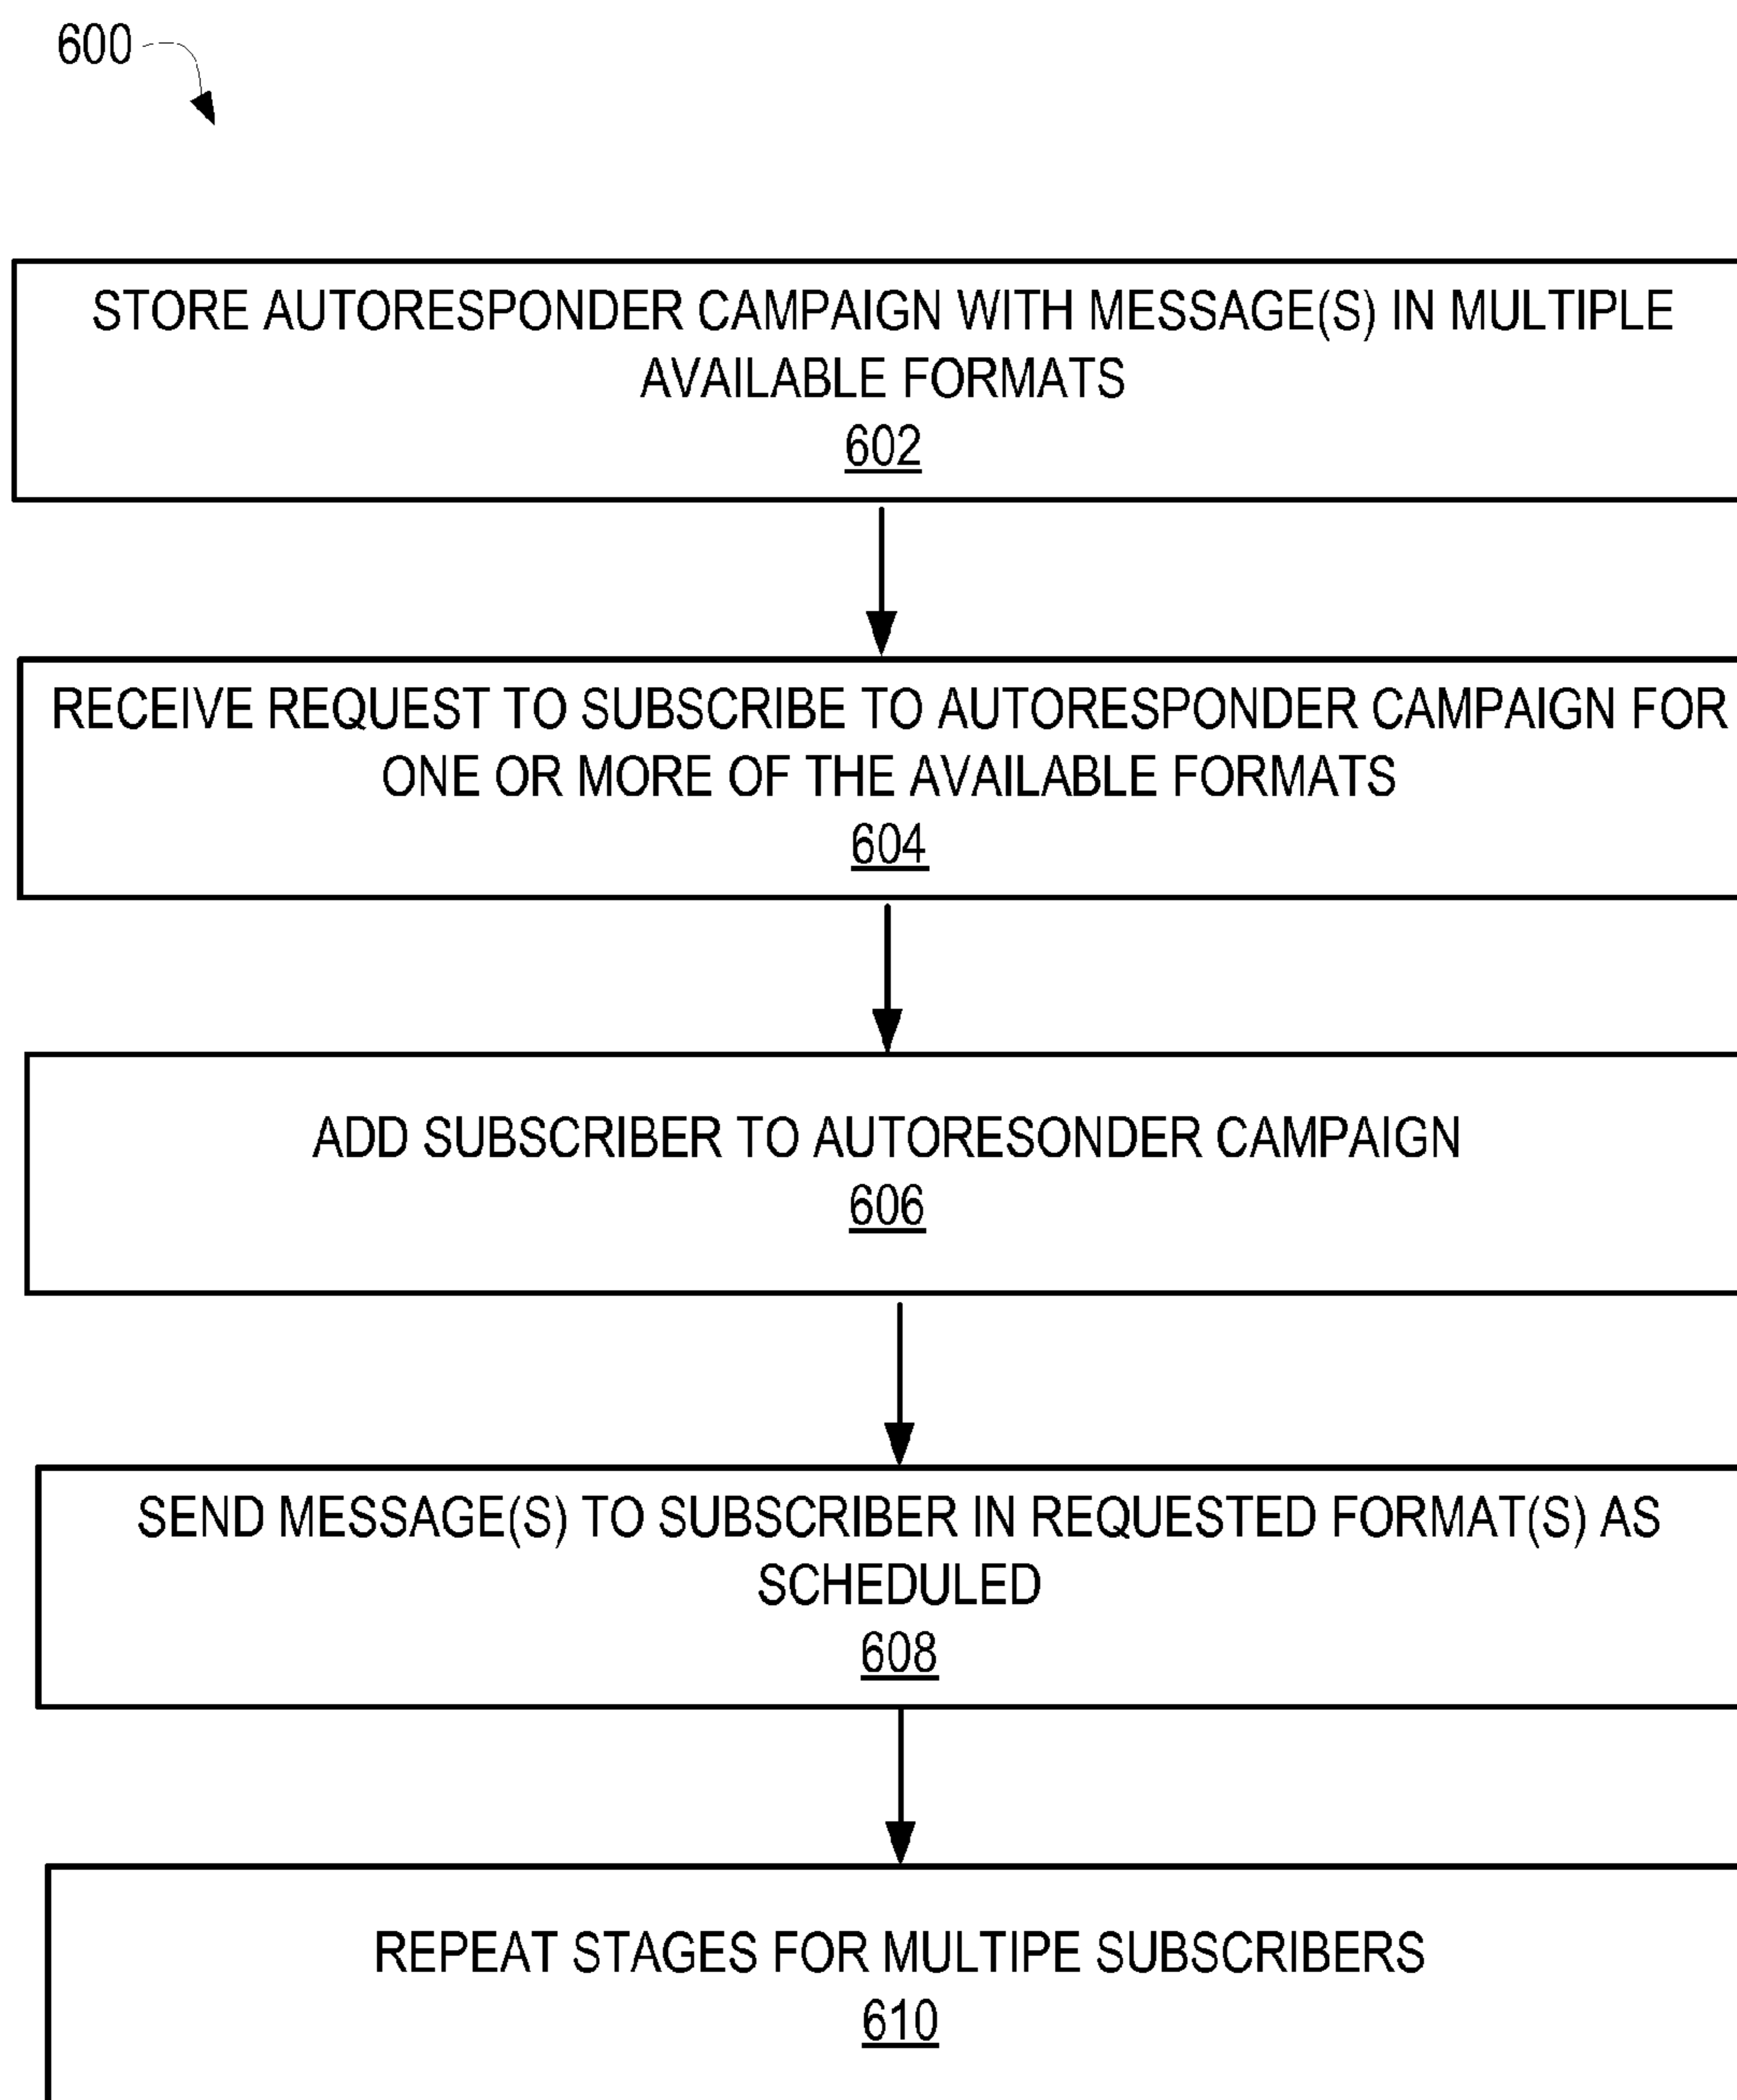 600
STORE AUTORESPONDER CAMPAIGN WITH MESSAGE(S) IN MULTIPLE
AVAILABLE FORMATS
602
RECEIVE REQUEST TO SUBSCRIBE TO AUTORESPONDER CAMPAIGN FOR
ONE OR MORE OF THE AVAILABLE FORMATS
604
ADD SUBSCRIBER TO AUTORESONDER CAMPAIGN
606
SEND MESSAGE(S) TO SUBSCRIBER IN REQUESTED FORMAT(S) AS
SCHEDULED
608
REPEAT STAGES FOR MULTIPE SUBSCRIBERS
610